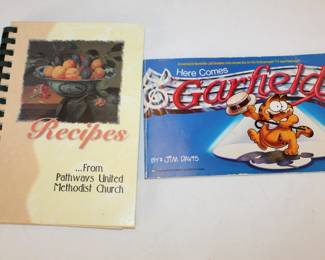 Recipes
...From
Pathways United
Methodist Church
Here Comes
Garfield
BY: JIM DAVIS